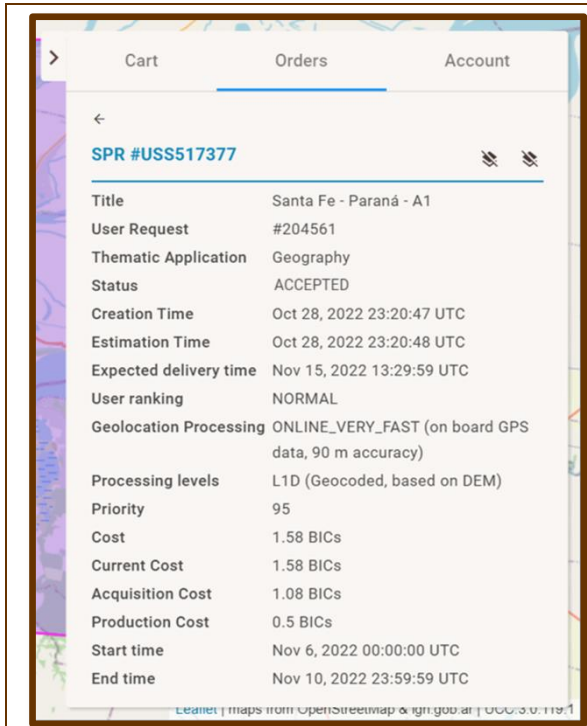 Cart Orders Account
SPR #USS517377
Title Santa Fe - Paraná - A1
User Request #204561
Thematic Application Geography
Status ACCEPTED
Creation Time Oct 28, 2022 23:20:47 UTC
Estimation Time Oct 28, 2022 23:20:48 UTC
Expected delivery time Nov 15, 2022 13:29:59 UTC
User ranking NORMAL
Geolocation Processing ONLINE_VERY_FAST (on board GPS
data, 90 m accuracy)
Processing levels L1D (Geocoded, based on DEM)
Priority 95
Cost 1.58 BICs
Current Cost 1.58 BICs
Acquisition Cost 1.08 BICs
Production Cost 0.5 BICs
Start time Nov 6, 2022 00:00:00 UTC
End time Nov 10, 2022 23:59:59 UTC
Leaflet | maps from OpenStreetMap & ign.gob.ar | UCC:3.0.119.1